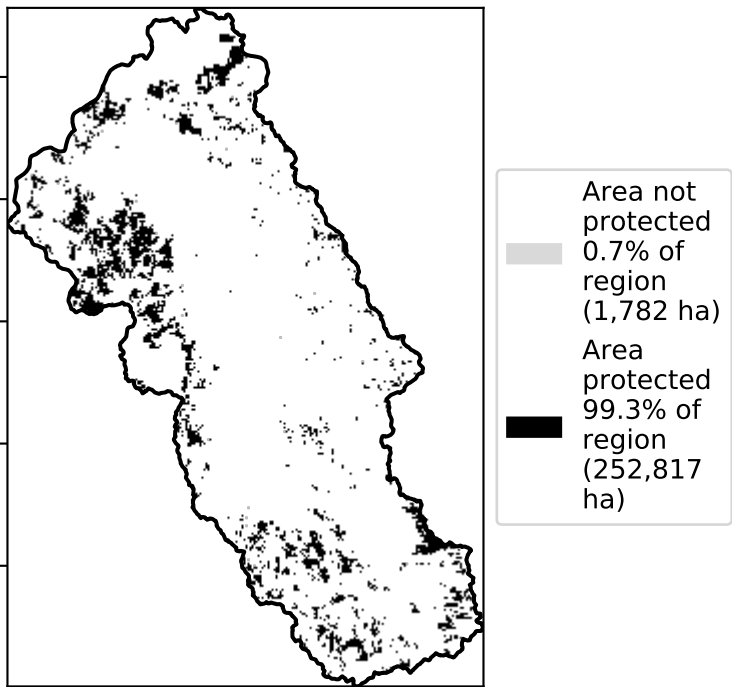 Area not
protected
0.7% of
region
(1,782 ha)
Area
protected
99.3% of
region
(252,817
ha)